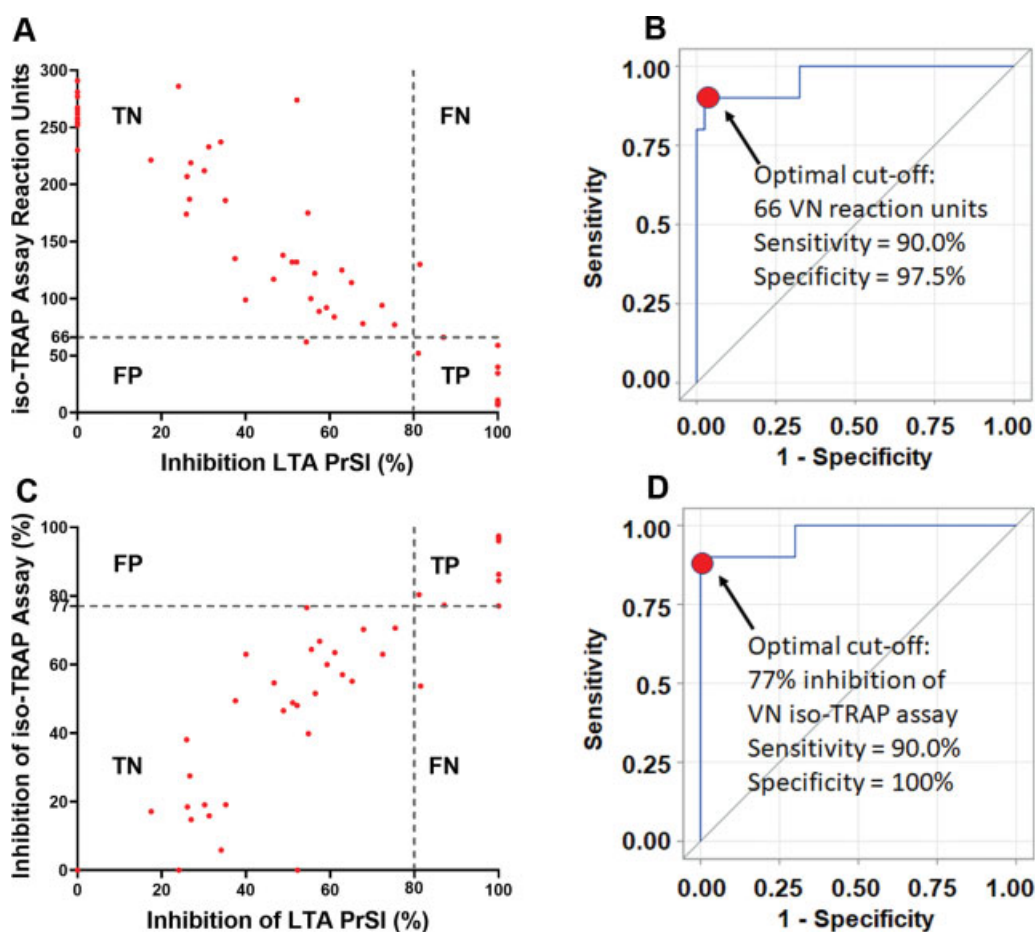 A
iso-TRAP Assay Reaction Units
300
250
200
150
100
66
50
0
TN
FN
FP
TP
0 20 40 60 80 100
Inhibition LTA PrSI (%)
B
Sensitivity
1.00
0.75
0.50
0.25
0.00
Optimal cut-off:
66 VN reaction units
Sensitivity = 90.0%
Specificity = 97.5%
0.00 0.25 0.50 0.75 1.00
1 - Specificity
C
Inhibition of iso-TRAP Assay (%)
100
80
77
60
40
20
0
FP
TP
TN
FN
0 20 40 60 80 100
Inhibition of LTA PrSI (%)
D
Sensitivity
1.00
0.75
0.50
0.25
0.00
Optimal cut-off:
77% inhibition of
VN iso-TRAP assay
Sensitivity = 90.0%
Specificity = 100%
0.00 0.25 0.50 0.75 1.00
1 - Specificity